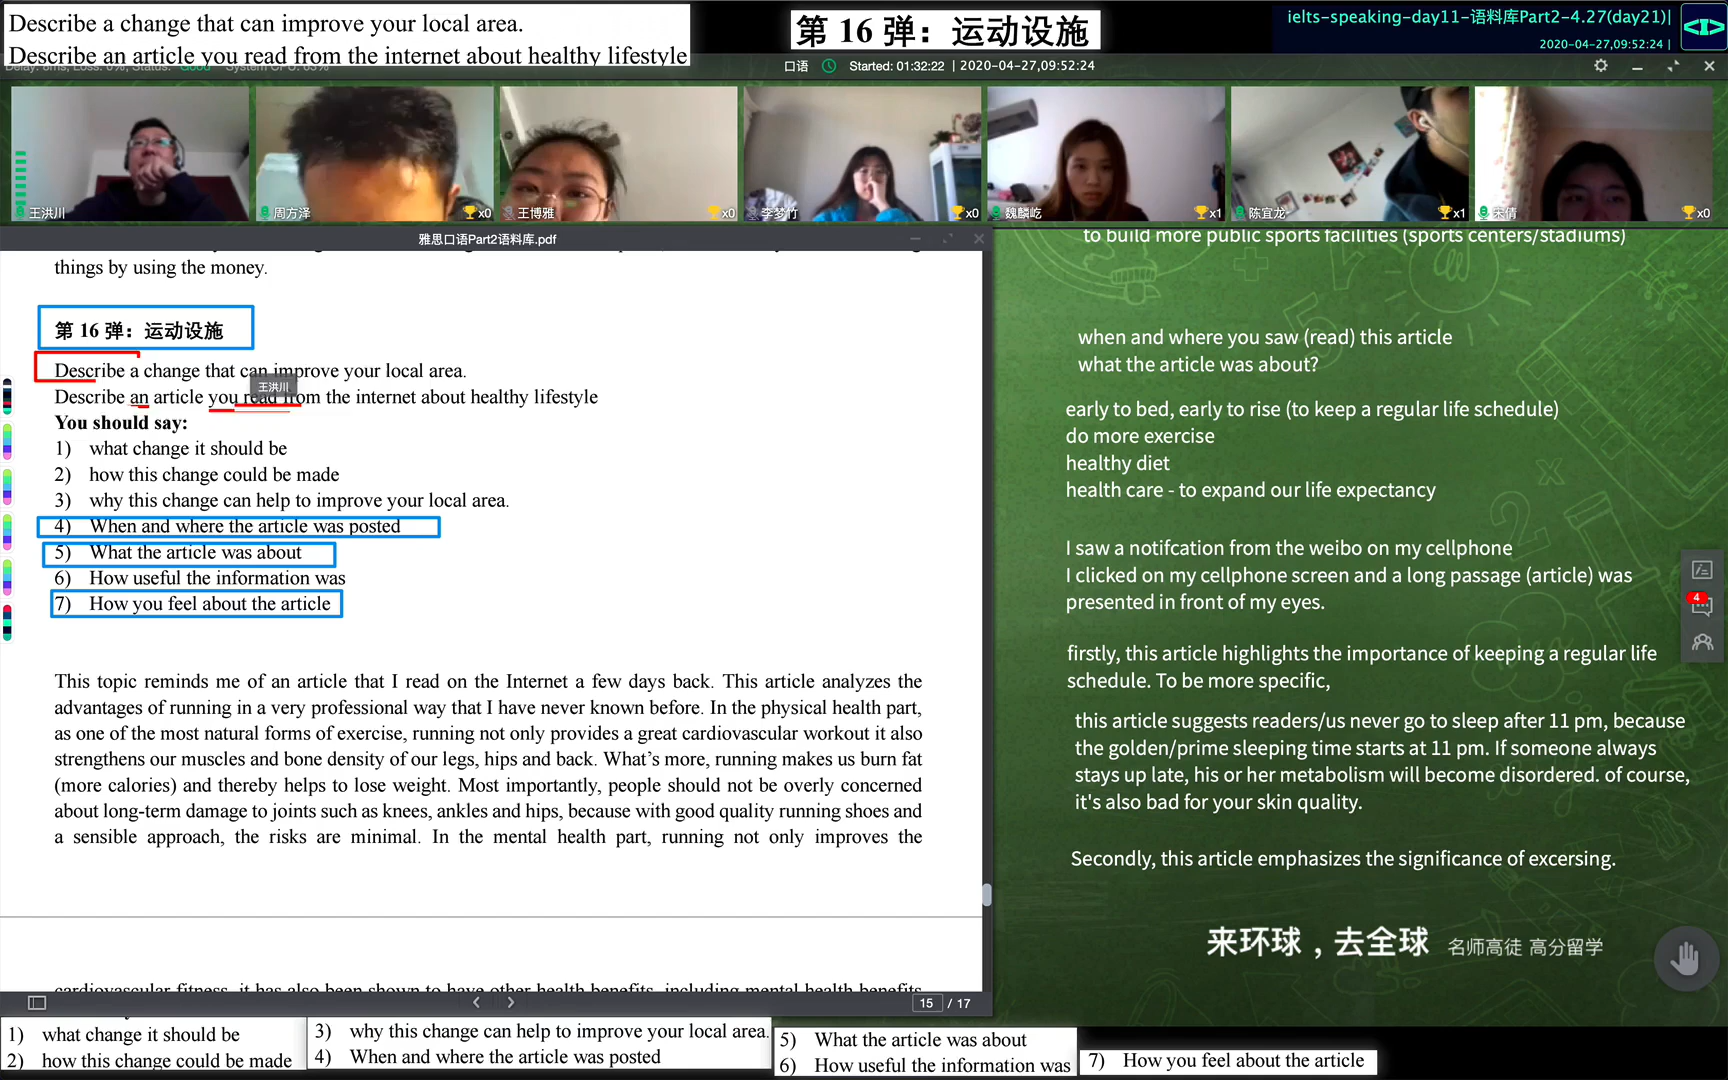 Describe a change that can improve your local area.
Describe an article you read from the internet about healthy lifestyle
第 16 弹：运动设施
ielts-speaking-day11-语料库Part2-4.27(day21)|
2020-04-27,09:52:24 |
口语 Started: 01:32:22 | 2020-04-27,09:52:24
王洪川
周方泽 x0
王博雅 x0
李梦竹 x0
魏麟屹 x1
陈宜龙 x1
宋倩 x0
雅思口语Part2语料库.pdf
things by using the money.
第 16 弹：运动设施
Describe a change that can improve your local area.
王洪川
Describe an article you read from the internet about healthy lifestyle
You should say:
1) what change it should be
2) how this change could be made
3) why this change can help to improve your local area.
4) When and where the article was posted
5) What the article was about
6) How useful the information was
7) How you feel about the article
This topic reminds me of an article that I read on the Internet a few days back. This article analyzes the
advantages of running in a very professional way that I have never known before. In the physical health part,
as one of the most natural forms of exercise, running not only provides a great cardiovascular workout it also
strengthens our muscles and bone density of our legs, hips and back. What's more, running makes us burn fat
(more calories) and thereby helps to lose weight. Most importantly, people should not be overly concerned
about long-term damage to joints such as knees, ankles and hips, because with good quality running shoes and
a sensible approach, the risks are minimal. In the mental health part, running not only improves the
cardiovascular fitness, it has also been shown to have other health benefits, including mental health benefits
15 / 17
to build more public sports facilities (sports centers/stadiums)
when and where you saw (read) this article
what the article was about?
early to bed, early to rise (to keep a regular life schedule)
do more exercise
healthy diet
health care - to expand our life expectancy
I saw a notifcation from the weibo on my cellphone
I clicked on my cellphone screen and a long passage (article) was
presented in front of my eyes.
firstly, this article highlights the importance of keeping a regular life
schedule. To be more specific,
this article suggests readers/us never go to sleep after 11 pm, because
the golden/prime sleeping time starts at 11 pm. If someone always
stays up late, his or her metabolism will become disordered. of course,
it's also bad for your skin quality.
Secondly, this article emphasizes the significance of excersing.
4
来环球，去全球 名师高徒 高分留学
1) what change it should be
2) how this change could be made
3) why this change can help to improve your local area.
4) When and where the article was posted
5) What the article was about
6) How useful the information was
7) How you feel about the article